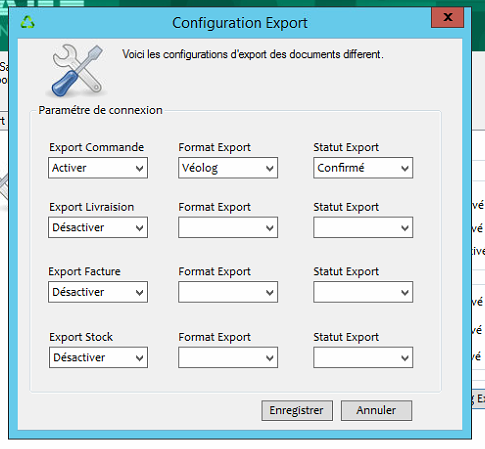 Configuration Export
x
Voici les configurations d'export des documents different.
Paramétre de connexion
Export Commande Format Export Statut Export
Activer Véolog Confirmé
Export Livraision Format Export Statut Export
Désactiver
Export Facture Format Export Statut Export
Désactiver
Export Stock Format Export Statut Export
Désactiver
Enregistrer Annuler